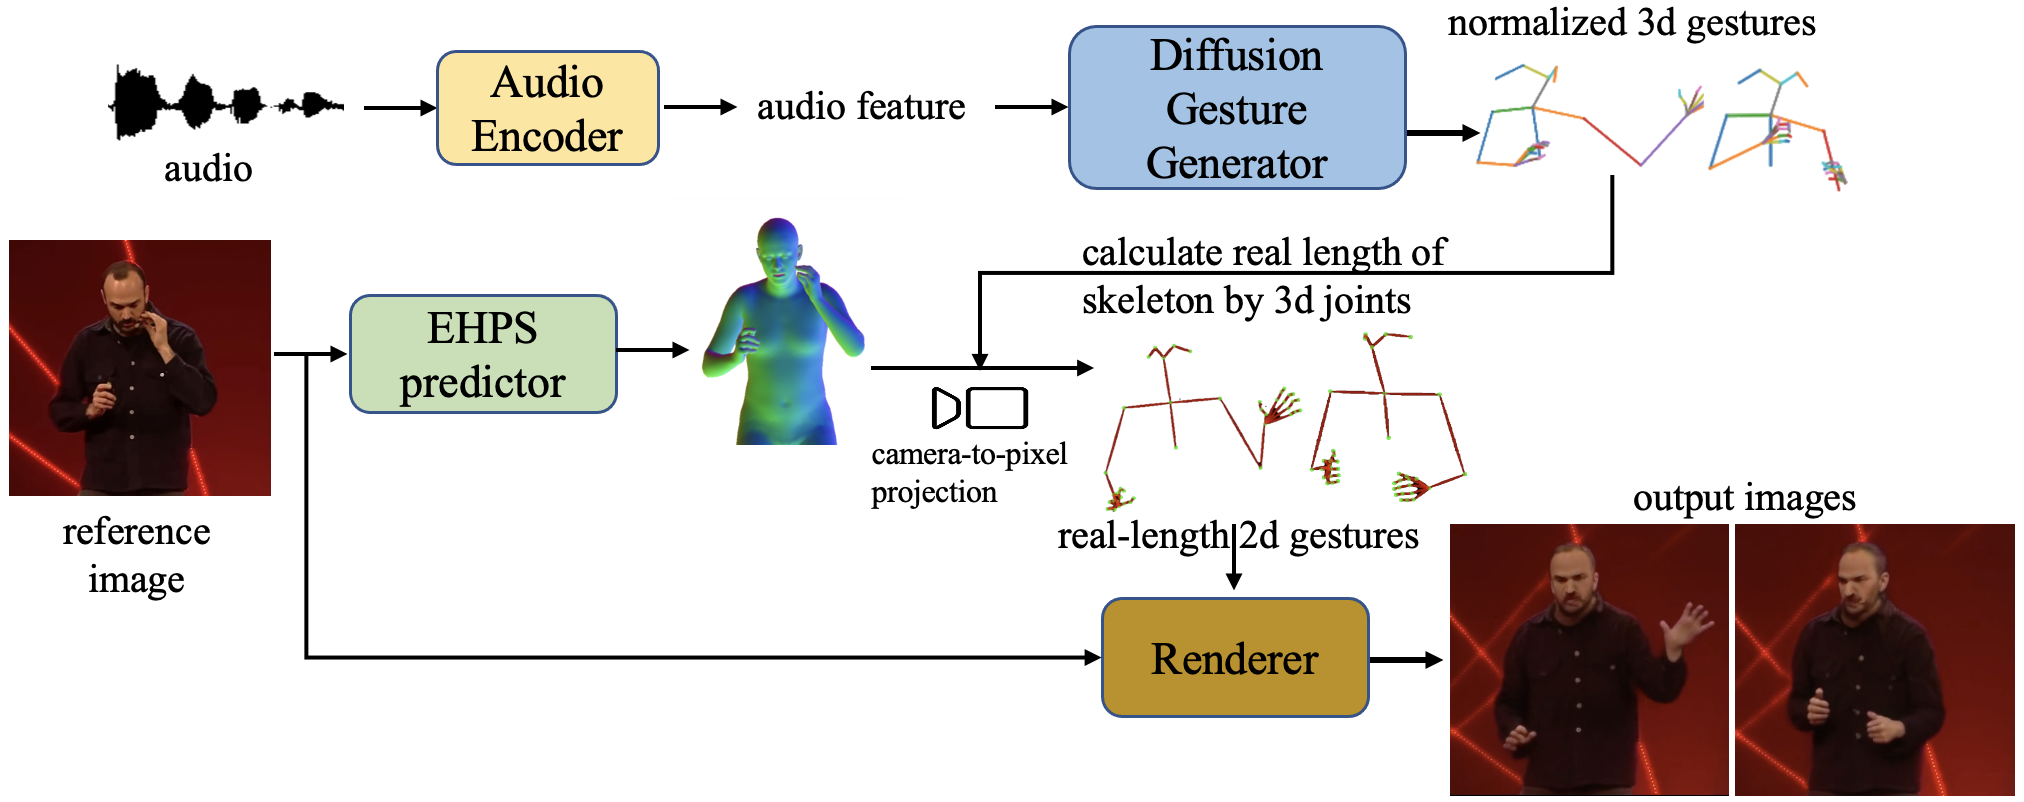 normalized 3d gestures
Audio
Encoder
audio
audio feature
Diffusion
Gesture
Generator
calculate real length of
skeleton by 3d joints
EHPS
predictor
camera-to-pixel
projection
reference
image
real-length 2d gestures
output images
Renderer